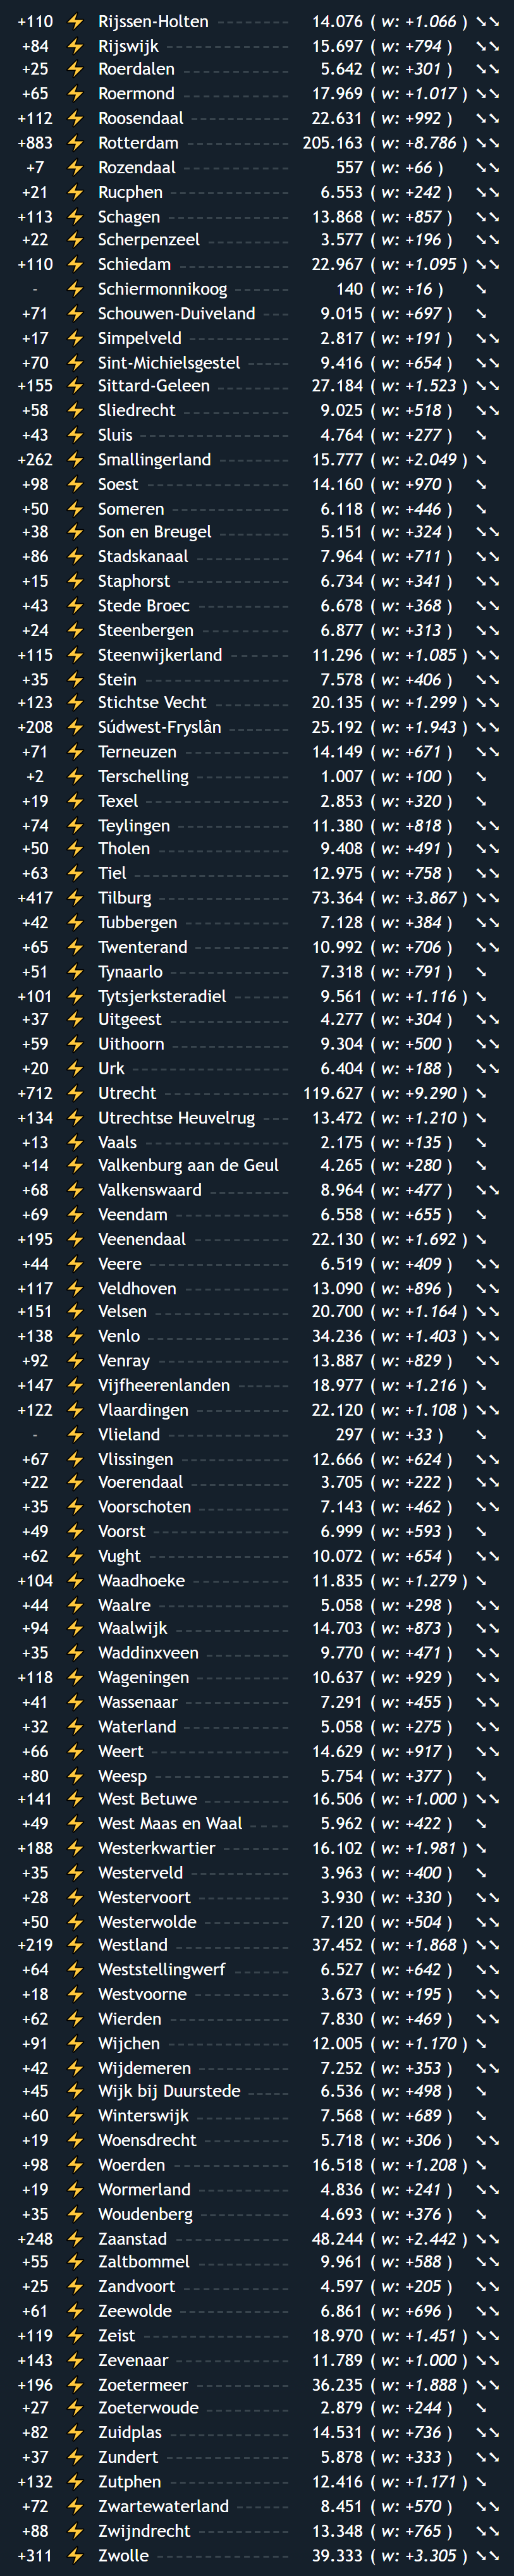 +110 ⚡ Rijssen-Holten 14.076 ( w: +1.066 ) ↘↘
+84 ⚡ Rijswijk 15.697 ( w: +794 ) ↘↘
+25 ⚡ Roerdalen 5.642 ( w: +301 ) ↘↘
+65 ⚡ Roermond 17.969 ( w: +1.017 ) ↘↘
+112 ⚡ Roosendaal 22.631 ( w: +992 ) ↘↘
+883 ⚡ Rotterdam 205.163 ( w: +8.786 ) ↘↘
+7 ⚡ Rozendaal 557 ( w: +66 ) ↘↘
+21 ⚡ Rucphen 6.553 ( w: +242 ) ↘↘
+113 ⚡ Schagen 13.868 ( w: +857 ) ↘↘
+22 ⚡ Scherpenzeel 3.577 ( w: +196 ) ↘↘
+110 ⚡ Schiedam 22.967 ( w: +1.095 ) ↘↘
- ⚡ Schiermonnikoog 140 ( w: +16 ) ↘
+71 ⚡ Schouwen-Duiveland 9.015 ( w: +697 ) ↘
+17 ⚡ Simpelveld 2.817 ( w: +191 ) ↘↘
+70 ⚡ Sint-Michielsgestel 9.416 ( w: +654 ) ↘↘
+155 ⚡ Sittard-Geleen 27.184 ( w: +1.523 ) ↘↘
+58 ⚡ Sliedrecht 9.025 ( w: +518 ) ↘↘
+43 ⚡ Sluis 4.764 ( w: +277 ) ↘
+262 ⚡ Smallingerland 15.777 ( w: +2.049 ) ↘
+98 ⚡ Soest 14.160 ( w: +970 ) ↘
+50 ⚡ Someren 6.118 ( w: +446 ) ↘
+38 ⚡ Son en Breugel 5.151 ( w: +324 ) ↘↘
+86 ⚡ Stadskanaal 7.964 ( w: +711 ) ↘↘
+15 ⚡ Staphorst 6.734 ( w: +341 ) ↘↘
+43 ⚡ Stede Broec 6.678 ( w: +368 ) ↘↘
+24 ⚡ Steenbergen 6.877 ( w: +313 ) ↘↘
+115 ⚡ Steenwijkerland 11.296 ( w: +1.085 ) ↘↘
+35 ⚡ Stein 7.578 ( w: +406 ) ↘↘
+123 ⚡ Stichtse Vecht 20.135 ( w: +1.299 ) ↘↘
+208 ⚡ Súdwest-Fryslân 25.192 ( w: +1.943 ) ↘↘
+71 ⚡ Terneuzen 14.149 ( w: +671 ) ↘↘
+2 ⚡ Terschelling 1.007 ( w: +100 ) ↘
+19 ⚡ Texel 2.853 ( w: +320 ) ↘
+74 ⚡ Teylingen 11.380 ( w: +818 ) ↘↘
+50 ⚡ Tholen 9.408 ( w: +491 ) ↘↘
+63 ⚡ Tiel 12.975 ( w: +758 ) ↘↘
+417 ⚡ Tilburg 73.364 ( w: +3.867 ) ↘↘
+42 ⚡ Tubbergen 7.128 ( w: +384 ) ↘↘
+65 ⚡ Twenterand 10.992 ( w: +706 ) ↘↘
+51 ⚡ Tynaarlo 7.318 ( w: +791 ) ↘
+101 ⚡ Tytsjerksteradiel 9.561 ( w: +1.116 ) ↘
+37 ⚡ Uitgeest 4.277 ( w: +304 ) ↘↘
+59 ⚡ Uithoorn 9.304 ( w: +500 ) ↘↘
+20 ⚡ Urk 6.404 ( w: +188 ) ↘↘
+712 ⚡ Utrecht 119.627 ( w: +9.290 ) ↘
+134 ⚡ Utrechtse Heuvelrug 13.472 ( w: +1.210 ) ↘
+13 ⚡ Vaals 2.175 ( w: +135 ) ↘
+14 ⚡ Valkenburg aan de Geul 4.265 ( w: +280 ) ↘
+68 ⚡ Valkenswaard 8.964 ( w: +477 ) ↘↘
+69 ⚡ Veendam 6.558 ( w: +655 ) ↘
+195 ⚡ Veenendaal 22.130 ( w: +1.692 ) ↘
+44 ⚡ Veere 6.519 ( w: +409 ) ↘↘
+117 ⚡ Veldhoven 13.090 ( w: +896 ) ↘↘
+151 ⚡ Velsen 20.700 ( w: +1.164 ) ↘↘
+138 ⚡ Venlo 34.236 ( w: +1.403 ) ↘↘
+92 ⚡ Venray 13.887 ( w: +829 ) ↘↘
+147 ⚡ Vijfheerenlanden 18.977 ( w: +1.216 ) ↘
+122 ⚡ Vlaardingen 22.120 ( w: +1.108 ) ↘↘
- ⚡ Vlieland 297 ( w: +33 ) ↘
+67 ⚡ Vlissingen 12.666 ( w: +624 ) ↘↘
+22 ⚡ Voerendaal 3.705 ( w: +222 ) ↘↘
+35 ⚡ Voorschoten 7.143 ( w: +462 ) ↘↘
+49 ⚡ Voorst 6.999 ( w: +593 ) ↘
+62 ⚡ Vught 10.072 ( w: +654 ) ↘↘
+104 ⚡ Waadhoeke 11.835 ( w: +1.279 ) ↘
+44 ⚡ Waalre 5.058 ( w: +298 ) ↘↘
+94 ⚡ Waalwijk 14.703 ( w: +873 ) ↘↘
+35 ⚡ Waddinxveen 9.770 ( w: +471 ) ↘↘
+118 ⚡ Wageningen 10.637 ( w: +929 ) ↘↘
+41 ⚡ Wassenaar 7.291 ( w: +455 ) ↘↘
+32 ⚡ Waterland 5.058 ( w: +275 ) ↘↘
+66 ⚡ Weert 14.629 ( w: +917 ) ↘↘
+80 ⚡ Weesp 5.754 ( w: +377 ) ↘
+141 ⚡ West Betuwe 16.506 ( w: +1.000 ) ↘↘
+49 ⚡ West Maas en Waal 5.962 ( w: +422 ) ↘
+188 ⚡ Westerkwartier 16.102 ( w: +1.981 ) ↘
+35 ⚡ Westerveld 3.963 ( w: +400 ) ↘
+28 ⚡ Westervoort 3.930 ( w: +330 ) ↘↘
+50 ⚡ Westerwolde 7.120 ( w: +504 ) ↘↘
+219 ⚡ Westland 37.452 ( w: +1.868 ) ↘↘
+64 ⚡ Weststellingwerf 6.527 ( w: +642 ) ↘↘
+18 ⚡ Westvoorne 3.673 ( w: +195 ) ↘↘
+62 ⚡ Wierden 7.830 ( w: +469 ) ↘↘
+91 ⚡ Wijchen 12.005 ( w: +1.170 ) ↘
+42 ⚡ Wijdemeren 7.252 ( w: +353 ) ↘↘
+45 ⚡ Wijk bij Duurstede 6.536 ( w: +498 ) ↘
+60 ⚡ Winterswijk 7.568 ( w: +689 ) ↘
+19 ⚡ Woensdrecht 5.718 ( w: +306 ) ↘↘
+98 ⚡ Woerden 16.518 ( w: +1.208 ) ↘
+19 ⚡ Wormerland 4.836 ( w: +241 ) ↘↘
+35 ⚡ Woudenberg 4.693 ( w: +376 ) ↘
+248 ⚡ Zaanstad 48.244 ( w: +2.442 ) ↘↘
+55 ⚡ Zaltbommel 9.961 ( w: +588 ) ↘↘
+25 ⚡ Zandvoort 4.597 ( w: +205 ) ↘↘
+61 ⚡ Zeewolde 6.861 ( w: +696 ) ↘↘
+119 ⚡ Zeist 18.970 ( w: +1.451 ) ↘↘
+143 ⚡ Zevenaar 11.789 ( w: +1.000 ) ↘↘
+196 ⚡ Zoetermeer 36.235 ( w: +1.888 ) ↘↘
+27 ⚡ Zoeterwoude 2.879 ( w: +244 ) ↘
+82 ⚡ Zuidplas 14.531 ( w: +736 ) ↘↘
+37 ⚡ Zundert 5.878 ( w: +333 ) ↘↘
+132 ⚡ Zutphen 12.416 ( w: +1.171 ) ↘
+72 ⚡ Zwartewaterland 8.451 ( w: +570 ) ↘↘
+88 ⚡ Zwijndrecht 13.348 ( w: +765 ) ↘↘
+311 ⚡ Zwolle 39.333 ( w: +3.305 ) ↘↘